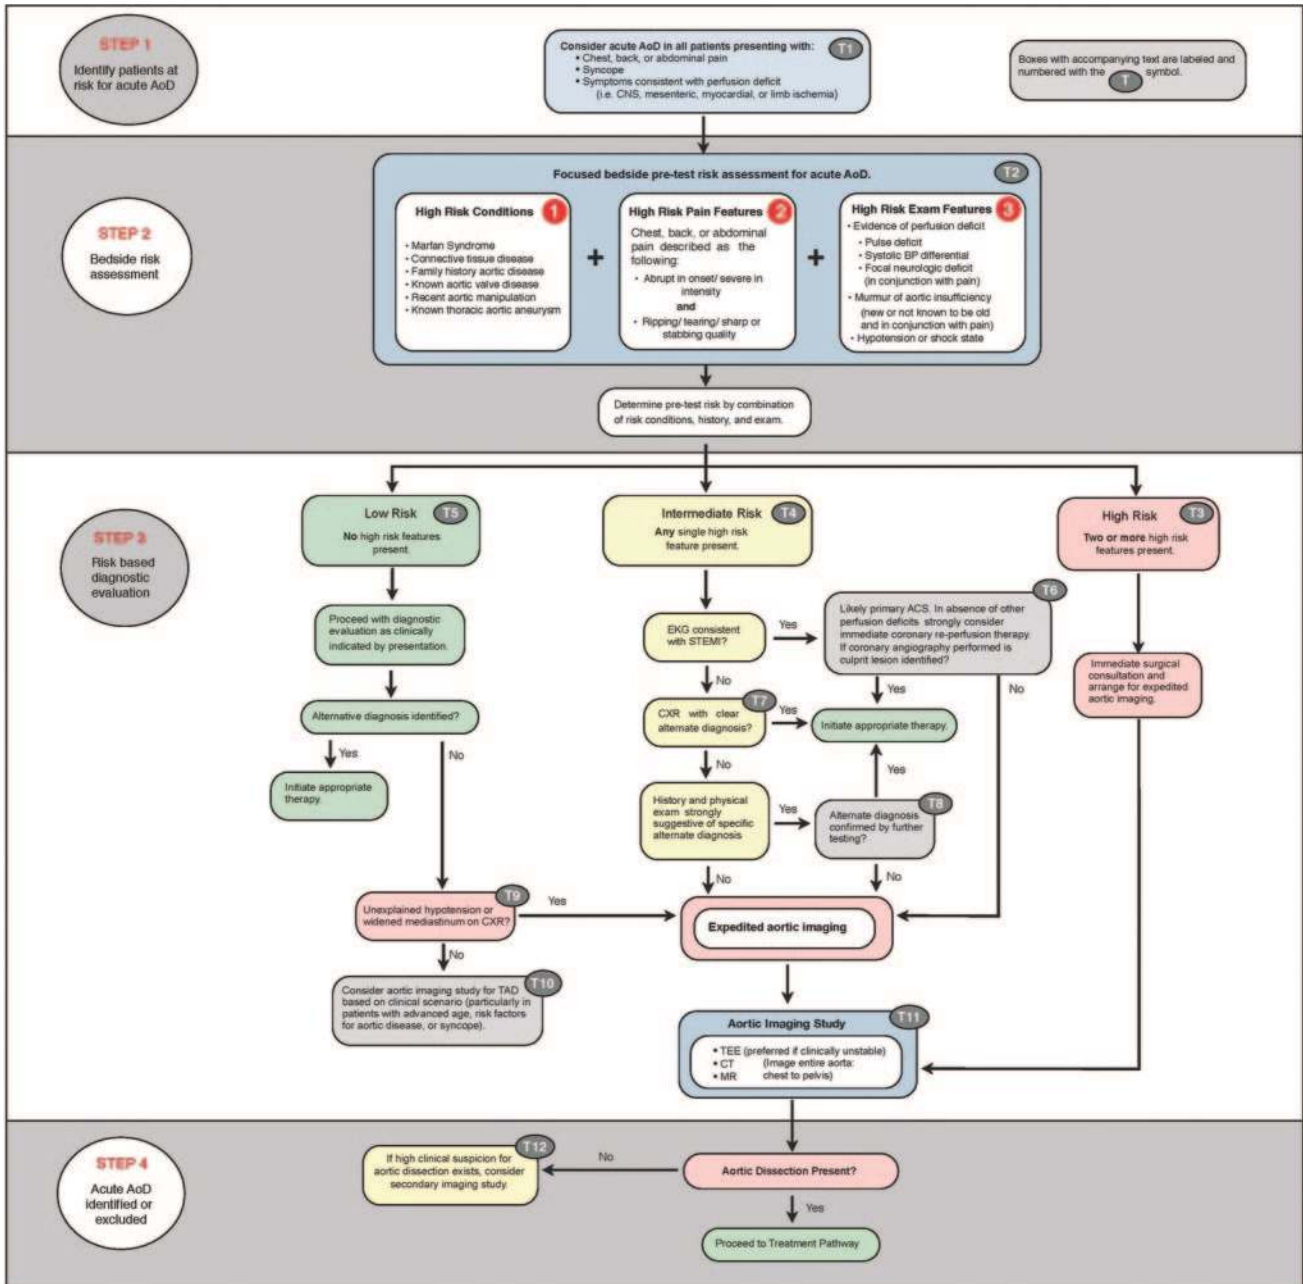 STEP 1
Identify patients at
risk for acute AoD
Consider acute AoD in all patients presenting with:
T1
• Chest, back, or abdominal pain
• Syncope
• Symptoms consistent with perfusion deficit
(i.e. CNS, mesenteric, myocardial, or limb ischemia)
Boxes with accompanying text are labeled and
numbered with the T symbol.
STEP 2
Bedside risk
assessment
Focused bedside pre-test risk assessment for acute AoD.
T2
High Risk Conditions
1
• Marfan Syndrome
• Connective tissue disease
• Family history aortic disease
• Known aortic valve disease
• Recent aortic manipulation
• Known thoracic aortic aneurysm
+
High Risk Pain Features
2
Chest, back, or abdominal
pain described as the
following:
• Abrupt in onset/ severe in
intensity
and
• Ripping/ tearing/ sharp or
stabbing quality
+
High Risk Exam Features
3
• Evidence of perfusion deficit
• Pulse deficit
• Systolic BP differential
• Focal neurologic deficit
(in conjunction with pain)
• Murmur of aortic insufficiency
(new or not known to be old
and in conjunction with pain)
• Hypotension or shock state
Determine pre-test risk by combination
of risk conditions, history, and exam.
STEP 3
Risk based
diagnostic
evaluation
Low Risk
T5
No high risk features
present.
Proceed with diagnostic
evaluation as clinically
indicated by presentation.
Alternative diagnosis identified?
Yes
No
Initiate appropriate
therapy.
Unexplained hypotension or
widened mediastinum on CXR?
T9
Yes
No
Consider aortic imaging study for TAD
based on clinical scenario (particularly in
patients with advanced age, risk factors
for aortic disease, or syncope).
T10
Intermediate Risk
T4
Any single high risk
feature present.
EKG consistent
with STEMI?
Yes
No
T6
Likely primary ACS. In absence of other
perfusion deficits strongly consider
immediate coronary re-perfusion therapy.
If coronary angiography performed is
culprit lesion identified?
Yes
No
CXR with clear
alternate diagnosis?
T7
Yes
No
Initiate appropriate therapy.
History and physical
exam strongly
suggestive of specific
alternate diagnosis
Yes
No
Alternate diagnosis
confirmed by further
testing?
T8
Yes
No
Expedited aortic imaging
High Risk
T3
Two or more high risk
features present.
Immediate surgical
consultation and
arrange for expedited
aortic imaging.
Aortic Imaging Study
T11
• TEE (preferred if clinically unstable)
• CT (Image entire aorta:
• MR chest to pelvis)
STEP 4
Acute AoD
identified or
excluded
Aortic Dissection Present?
No
Yes
T12
If high clinical suspicion for
aortic dissection exists, consider
secondary imaging study.
Proceed to Treatment Pathway